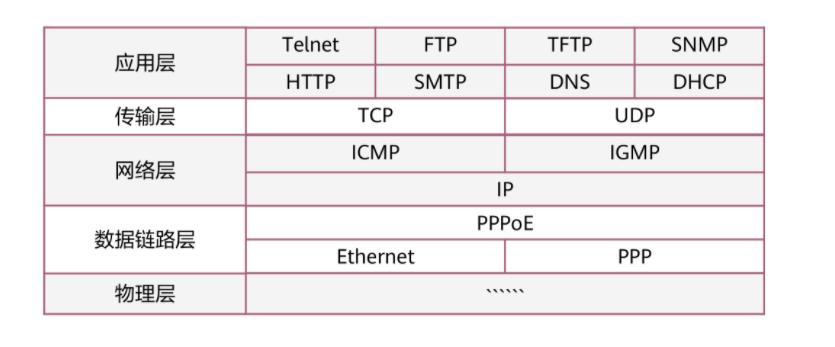 应用层
Telnet FTP TFTP SNMP
HTTP SMTP DNS DHCP
传输层
TCP UDP
网络层
ICMP IGMP
IP
数据链路层
PPPoE
Ethernet PPP
物理层
``````